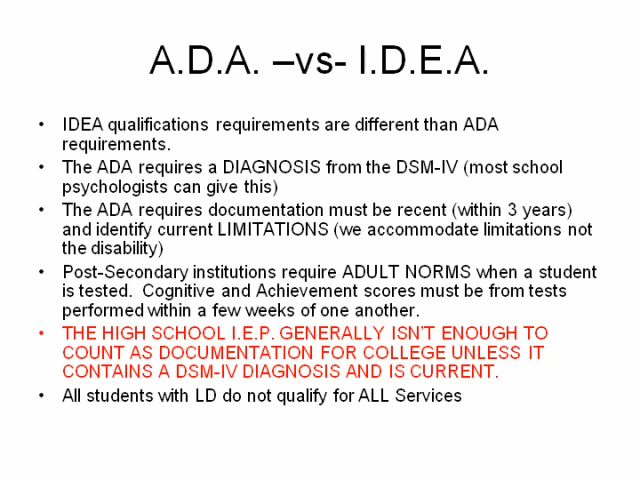 A.D.A. –vs- I.D.E.A.
• IDEA qualifications requirements are different than ADA
requirements.
• The ADA requires a DIAGNOSIS from the DSM-IV (most school
psychologists can give this)
• The ADA requires documentation must be recent (within 3 years)
and identify current LIMITATIONS (we accommodate limitations not
the disability)
• Post-Secondary institutions require ADULT NORMS when a student
is tested.  Cognitive and Achievement scores must be from tests
performed within a few weeks of one another.
• THE HIGH SCHOOL I.E.P. GENERALLY ISN'T ENOUGH TO
COUNT AS DOCUMENTATION FOR COLLEGE UNLESS IT
CONTAINS A DSM-IV DIAGNOSIS AND IS CURRENT.
• All students with LD do not qualify for ALL Services